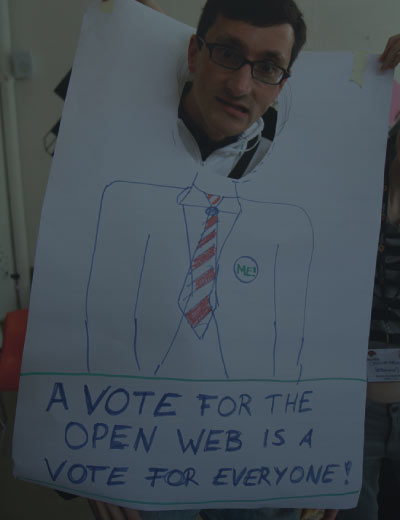 ME!
A VOTE FOR THE
OPEN WEB IS A
VOTE FOR EVERYONE!